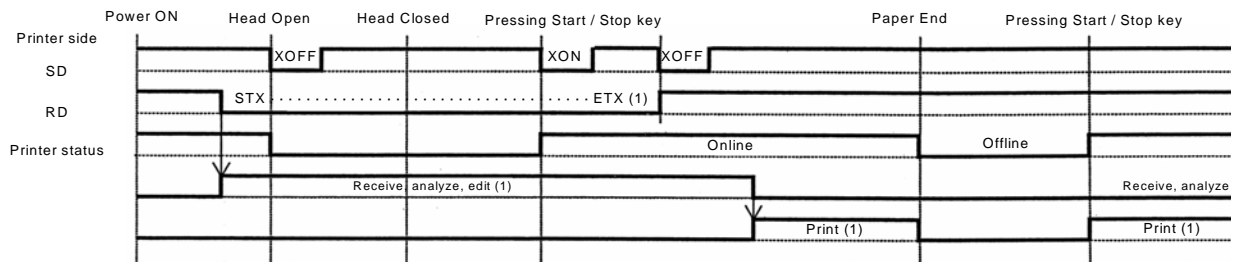 Power ON Head Open Head Closed Pressing Start / Stop key Paper End Pressing Start / Stop key
Printer side
XOFF XON XOFF
SD
STX ETX (1)
RD
Printer status Online Offline
Receive, analyze, edit (1) Receive, analyze
Print (1) Print (1)